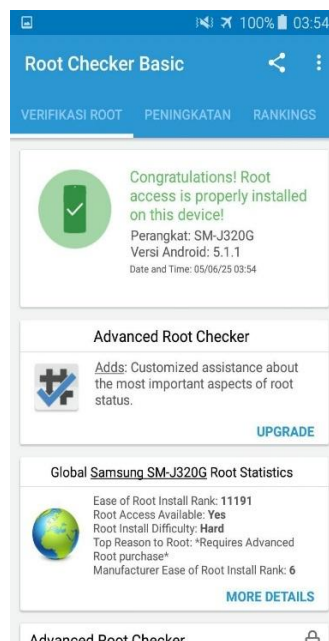 100% 03:54
Root Checker Basic
VERIFIKASI ROOT PENINGKATAN RANKINGS
Congratulations! Root
access is properly installed
on this device!
Perangkat: SM-J320G
Versi Android: 5.1.1
Date and Time: 05/06/25 03:54
Advanced Root Checker
Adds: Customized assistance about
the most important aspects of root
status.
UPGRADE
Global Samsung SM-J320G Root Statistics
Ease of Root Install Rank: 11191
Root Access Available: Yes
Root Install Difficulty: Hard
Top Reason to Root: *Requires Advanced
Root purchase*
Manufacturer Ease of Root Install Rank: 6
MORE DETAILS
Advanced Root Checker